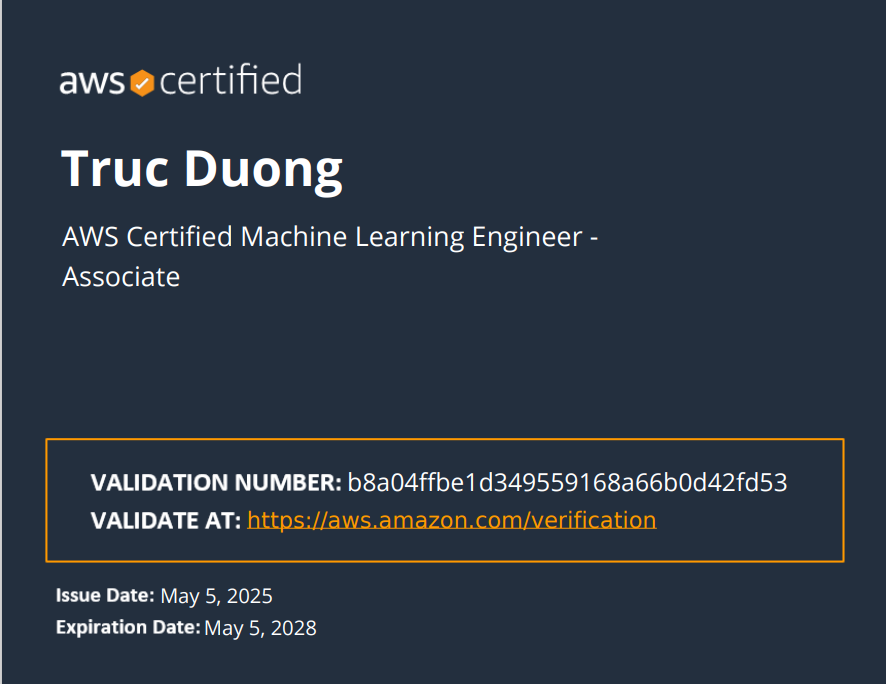 aws certified
Truc Duong
AWS Certified Machine Learning Engineer -
Associate
VALIDATION NUMBER: b8a04ffbe1d349559168a66b0d42fd53
VALIDATE AT: https://aws.amazon.com/verification
Issue Date: May 5, 2025
Expiration Date: May 5, 2028